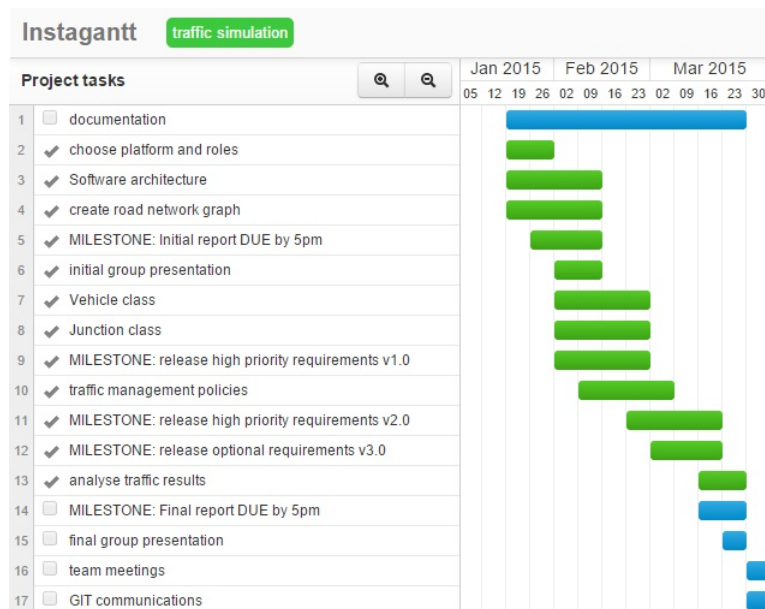 Instagantt traffic simulation
Project tasks
Jan 2015 Feb 2015 Mar 2015
05 12 19 26 02 09 16 23 02 09 16 23 30
1 documentation
2 choose platform and roles
3 Software architecture
4 create road network graph
5 MILESTONE: Initial report DUE by 5pm
6 initial group presentation
7 Vehicle class
8 Junction class
9 MILESTONE: release high priority requirements v1.0
10 traffic management policies
11 MILESTONE: release high priority requirements v2.0
12 MILESTONE: release optional requirements v3.0
13 analyse traffic results
14 MILESTONE: Final report DUE by 5pm
15 final group presentation
16 team meetings
17 GIT communications